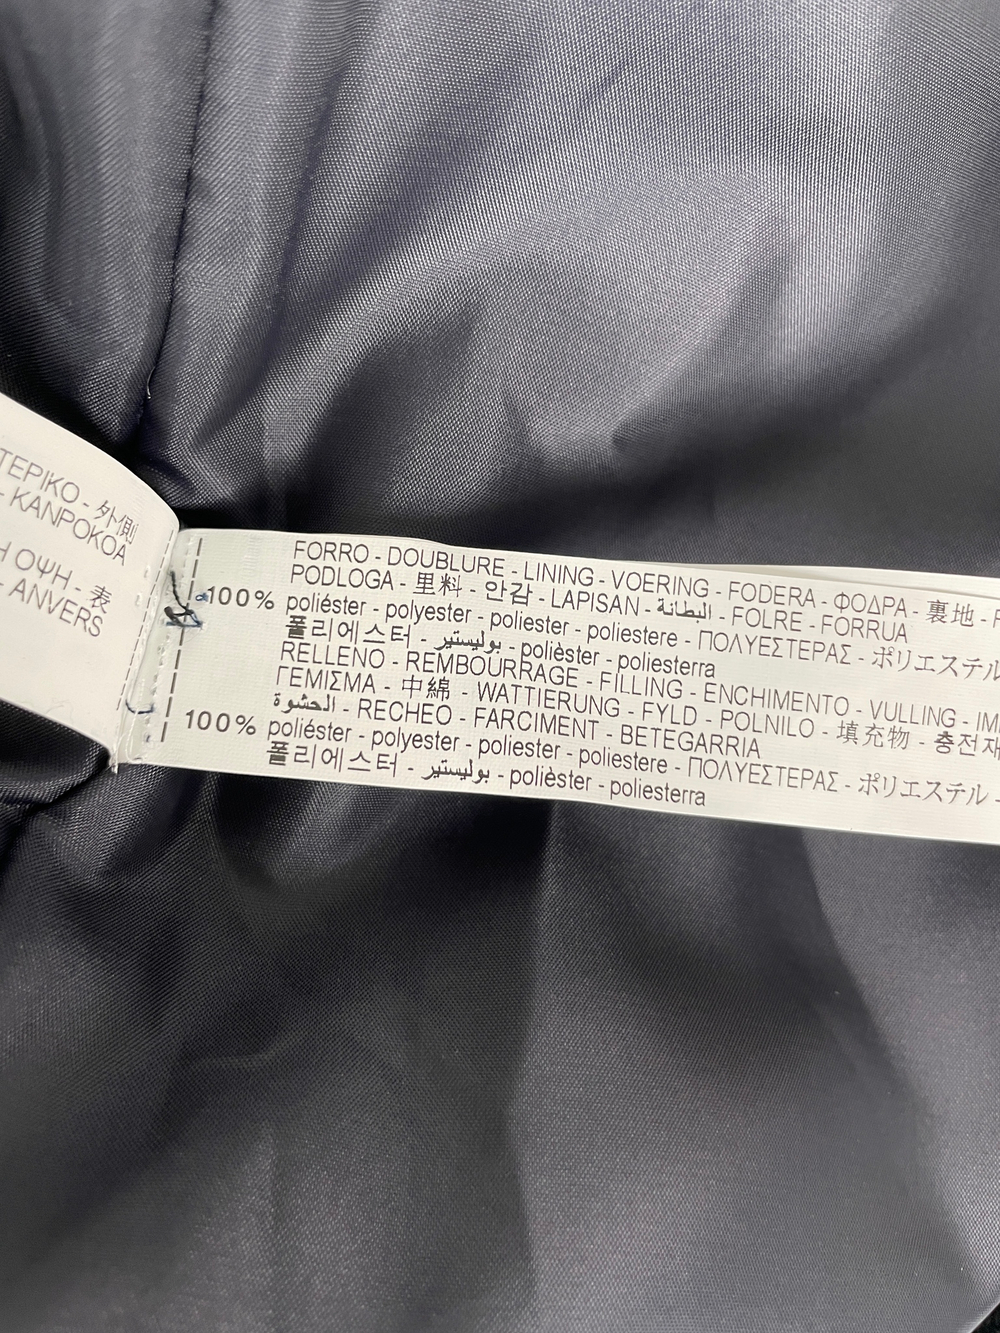 ΤΕΡΙΚΟ - 外側
- KANPOKOA
Η ΟΨΗ - 表
- ANVERS
FORRO - DOUBLURE - LINING - VOERING - FODERA - ΦΟΔΡΑ - 裏地 -
PODLOGA - 里料 - 안감 - LAPISAN - البطانة - FOLRE - FORRUA
100% poliéster - polyester - poliester - poliestere - ΠΟΛΥΕΣΤΕΡΑΣ - ポリエステル
폴리에스터 - بوليستير - polièster - poliesterra
RELLENO - REMBOURRAGE - FILLING - ENCHIMENTO - VULLING - IM
ΓΕΜΙΣΜΑ - 中綿 - WATTIERUNG - FYLD - POLNILO - 填充物 - 충전재
الحشوة - RECHEO - FARCIMENT - BETEGARRIA
100% poliéster - polyester - poliester - poliestere - ΠΟΛΥΕΣΤΕΡΑΣ - ポリエステル -
폴리에스터 - بوليستير - polièster - poliesterra